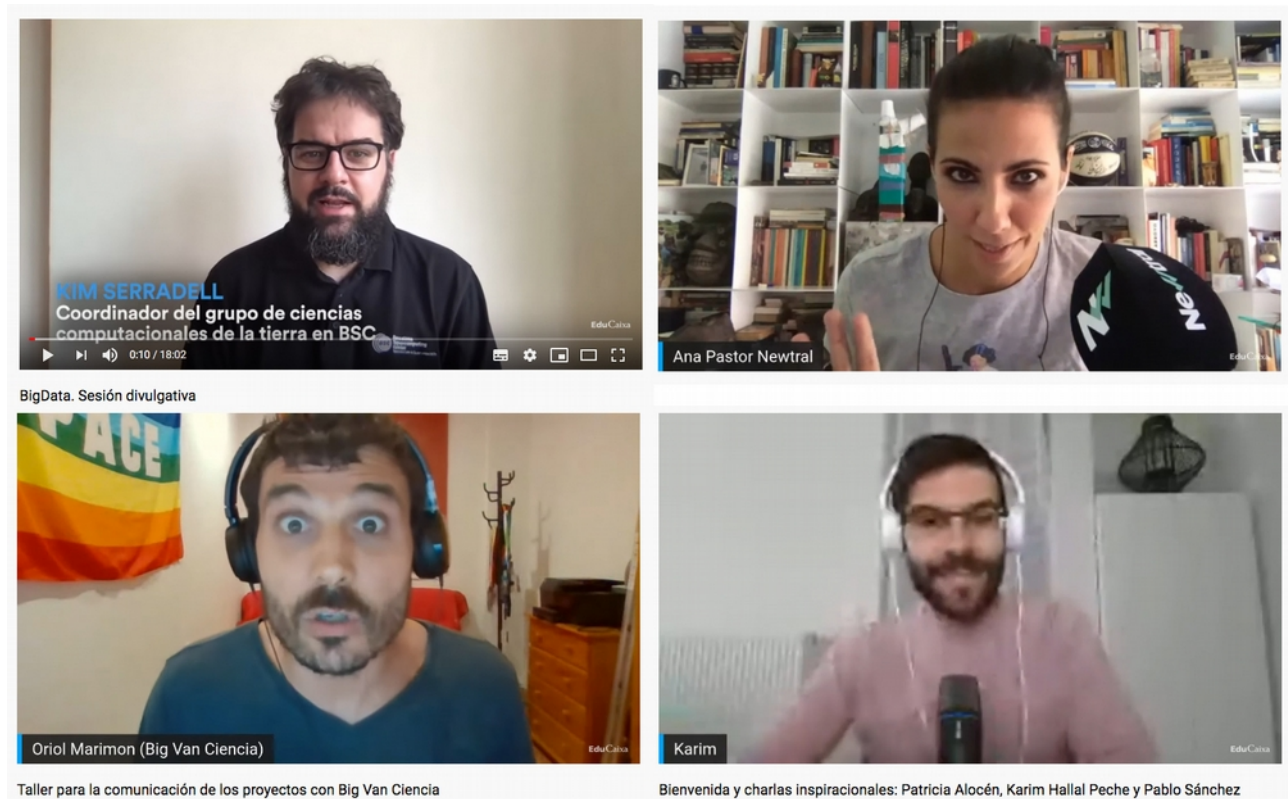 KIM SERRADELL
Coordinador del grupo de ciencias
computacionales de la tierra en BSC
EduCaixa
0:10 / 18:02
BigData. Sesión divulgativa
Newtral
Ana Pastor Newtral
EduCaixa
PACE
Oriol Marimon (Big Van Ciencia)
EduCaixa
Taller para la comunicación de los proyectos con Big Van Ciencia
Karim
EduCaixa
Bienvenida y charlas inspiracionales: Patricia Alocén, Karim Hallal Peche y Pablo Sánchez